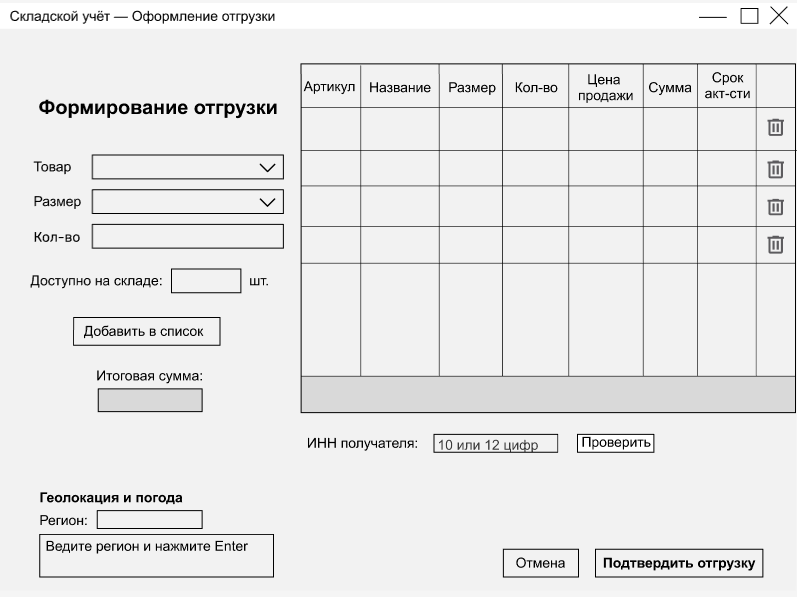 Складской учёт — Оформление отгрузки
Формирование отгрузки
Товар
Размер
Кол-во
Доступно на складе: шт.
Добавить в список
Итоговая сумма:
Артикул
Название
Размер
Кол-во
Цена
продажи
Сумма
Срок
акт-сти
ИНН получателя: 10 или 12 цифр Проверить
Геолокация и погода
Регион:
Ведите регион и нажмите Enter
Отмена
Подтвердить отгрузку